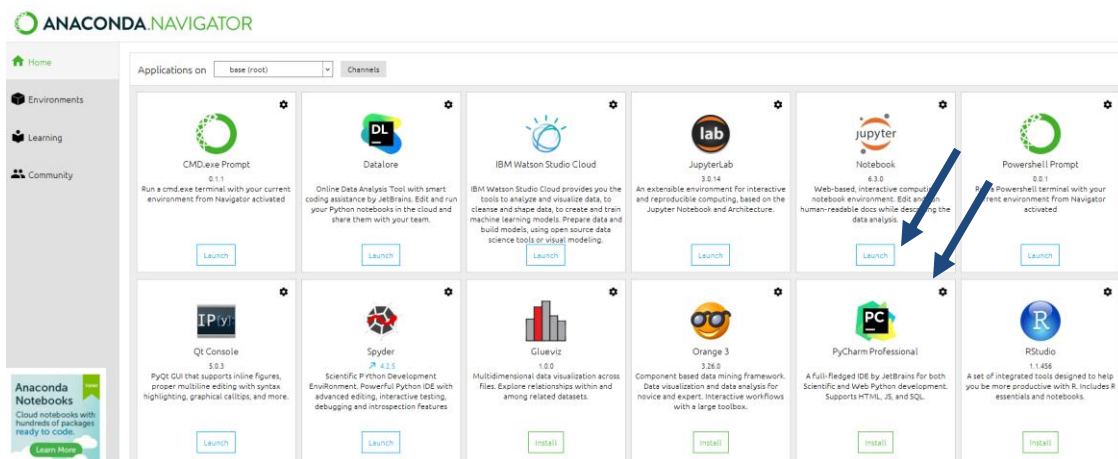 ANACONDA.NAVIGATOR
Home
Environments
Learning
Community
Applications on base (root) Channels
CMD.exe Prompt
0.1.1
Run a cmd.exe terminal with your current
environment from Navigator activated
Launch
DL
Datalore
Online Data Analysis Tool with smart
coding assistance by JetBrains. Edit and run
your Python notebooks in the cloud and
share them with your team.
Launch
IBM Watson Studio Cloud
IBM Watson Studio Cloud provides you the
tools to analyze and visualize data, to
cleanse and shape data, to create and train
machine learning models. Prepare data and
build models, using open source data
science tools or visual modeling.
Launch
lab
JupyterLab
3.0.14
An extensible environment for interactive
and reproducible computing, based on the
Jupyter Notebook and Architecture.
Launch
jupyter
Notebook
6.3.0
Web-based, interactive computing
notebook environment. Edit and run
human-readable docs while describing the
data analysis.
Launch
Powershell Prompt
0.0.1
Run a Powershell terminal with your
current environment from Navigator
activated
Launch
IP[y]:
Qt Console
5.0.3
PyQt GUI that supports inline figures,
proper multiline editing with syntax
highlighting, graphical calltips, and more.
Launch
Spyder
4.2.5
Scientific PYthon Development
EnviRonment. Powerful Python IDE with
advanced editing, interactive testing,
debugging and introspection features
Launch
Glueviz
1.0.0
Multidimensional data visualization across
files. Explore relationships within and
among related datasets.
Install
Orange 3
3.26.0
Component based data mining framework.
Data visualization and data analysis for
novice and expert. Interactive workflows
with a large toolbox.
Install
PC
PyCharm Professional
A full-fledged IDE by JetBrains for both
Scientific and Web Python development.
Supports HTML, JS, and SQL.
Install
R
RStudio
1.1.456
A set of integrated tools designed to help
you be more productive with R. Includes R
essentials and notebooks.
Install
Anaconda
Notebooks
Cloud notebooks with
hundreds of packages
ready to code.
Learn More